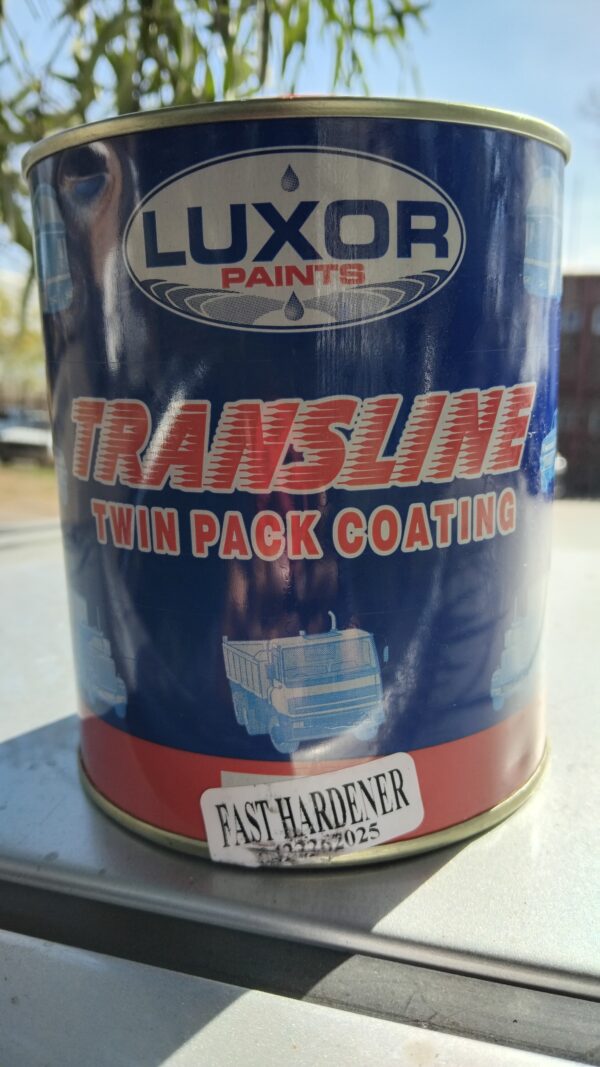 LUXOR
PAINTS
TRANSLINE
TWIN PACK COATING
FAST HARDENER